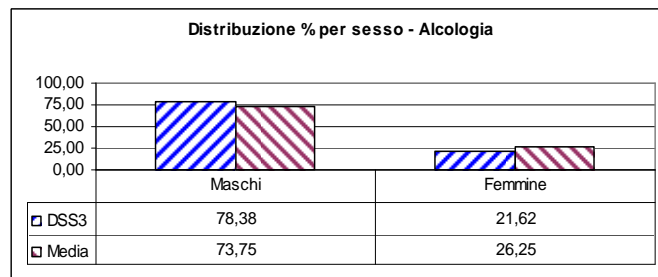 Distribuzione % per sesso - Alcologia
100,00
75,00
50,00
25,00
0,00
Maschi Femmine
DSS3 78,38 21,62
Media 73,75 26,25